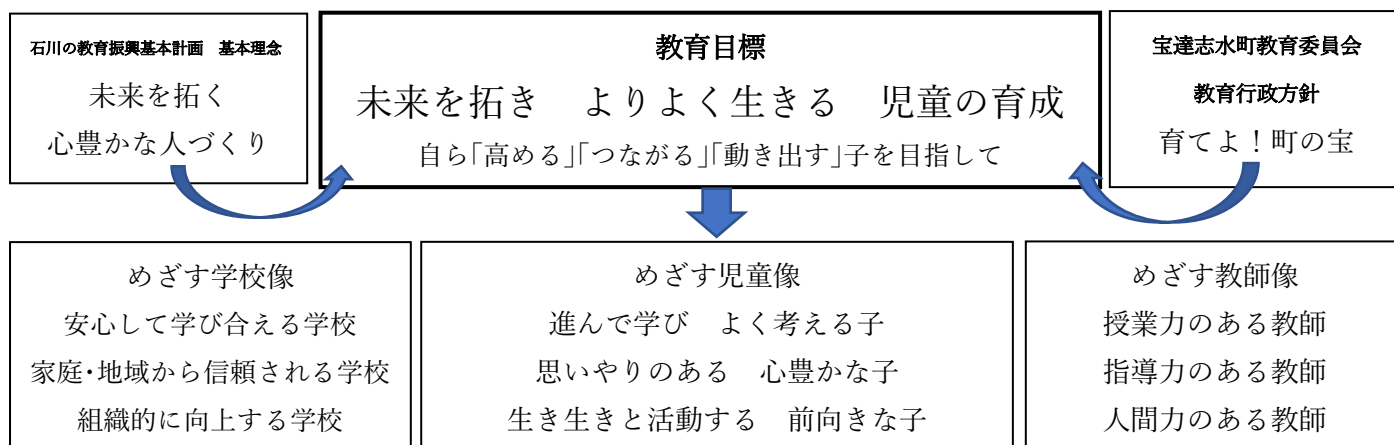 石川の教育振興基本計画　基本理念
未来を拓く
心豊かな人づくり
教育目標
未来を拓き　よりよく生きる　児童の育成
自ら｢高める｣｢つながる｣｢動き出す｣子を目指して
宝達志水町教育委員会
教育行政方針
育てよ！町の宝
めざす学校像
安心して学び合える学校
家庭･地域から信頼される学校
組織的に向上する学校
めざす児童像
進んで学び　よく考える子
思いやりのある　心豊かな子
生き生きと活動する　前向きな子
めざす教師像
授業力のある教師
指導力のある教師
人間力のある教師